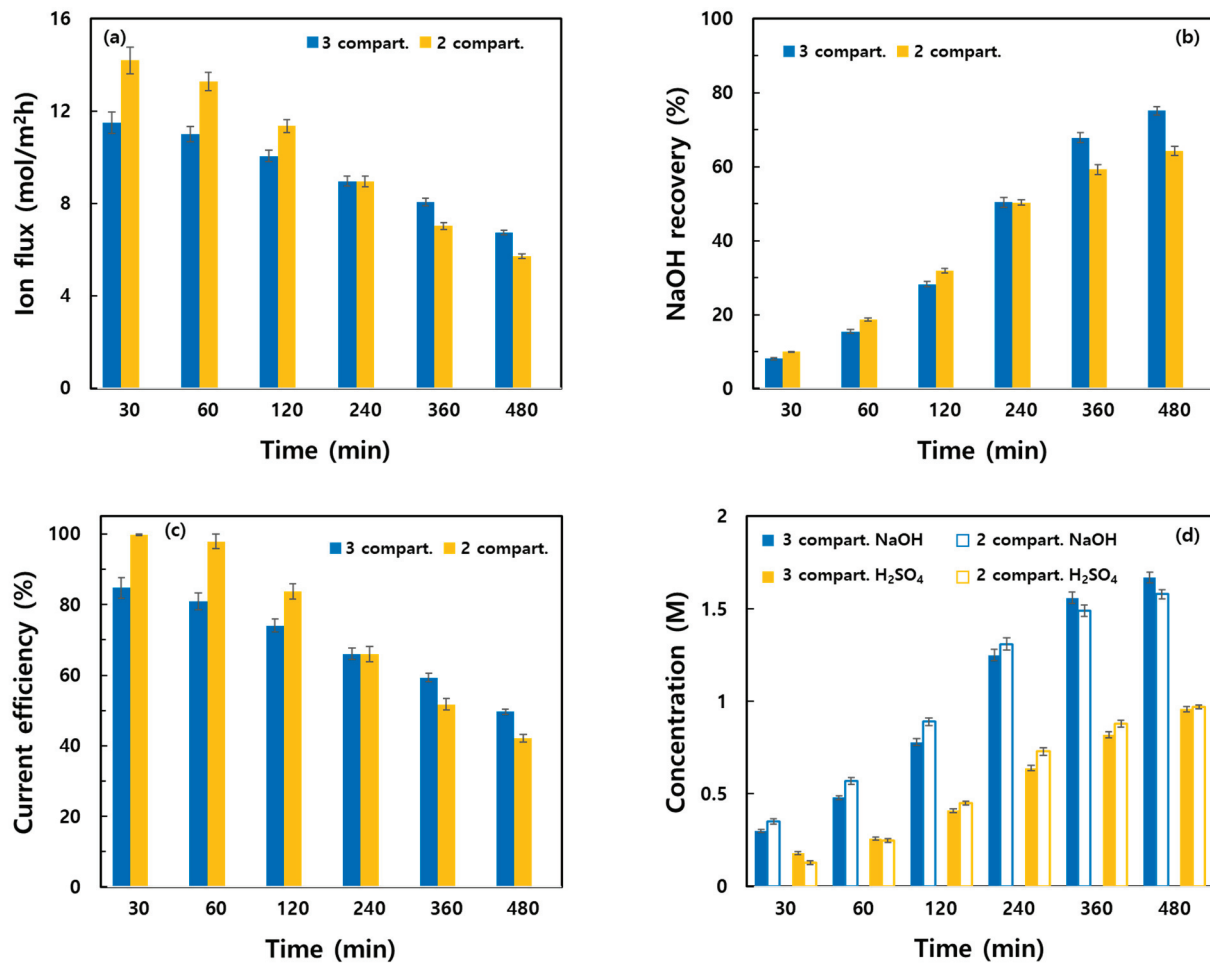 (a)
3 compart. 2 compart.
Ion flux (mol/m²h)
16
12
8
4
0
30 60 120 240 360 480
Time (min)
(b)
3 compart. 2 compart.
NaOH recovery (%)
100
80
60
40
20
0
30 60 120 240 360 480
Time (min)
(c)
3 compart. 2 compart.
Current efficiency (%)
100
80
60
40
20
0
30 60 120 240 360 480
Time (min)
(d)
3 compart. NaOH 2 compart. NaOH
3 compart. H₂SO₄ 2 compart. H₂SO₄
Concentration (M)
2
1.5
1
0.5
0
30 60 120 240 360 480
Time (min)